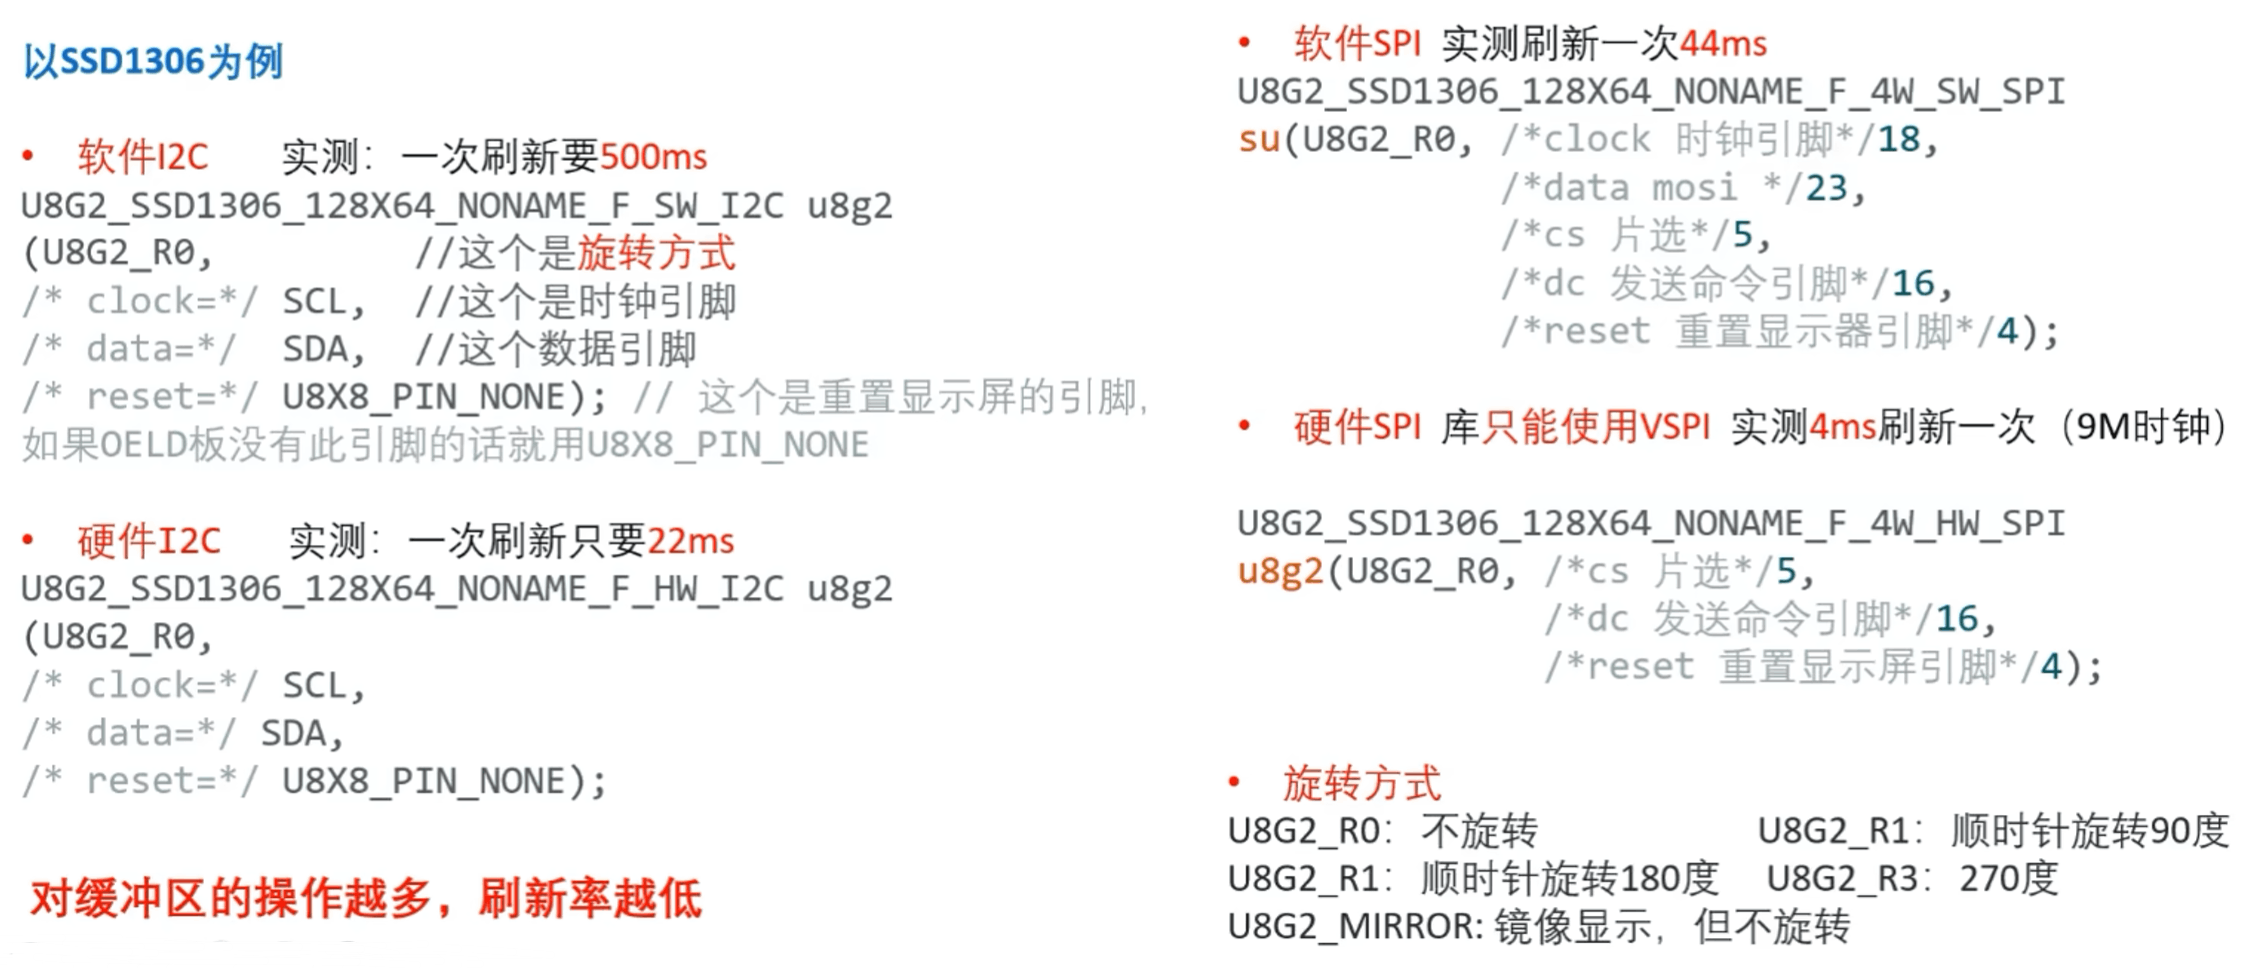 以SSD1306为例
• 软件I2C 实测：一次刷新要500ms
U8G2_SSD1306_128X64_NONAME_F_SW_I2C u8g2
(U8G2_R0, //这个是旋转方式
/* clock=*/ SCL, //这个是时钟引脚
/* data=*/ SDA, //这个数据引脚
/* reset=*/ U8X8_PIN_NONE); // 这个是重置显示屏的引脚,
如果OELD板没有此引脚的话就用U8X8_PIN_NONE
• 硬件I2C 实测：一次刷新只要22ms
U8G2_SSD1306_128X64_NONAME_F_HW_I2C u8g2
(U8G2_R0,
/* clock=*/ SCL,
/* data=*/ SDA,
/* reset=*/ U8X8_PIN_NONE);
对缓冲区的操作越多，刷新率越低
• 软件SPI 实测刷新一次44ms
U8G2_SSD1306_128X64_NONAME_F_4W_SW_SPI
su(U8G2_R0, /*clock 时钟引脚*/18,
/*data mosi */23,
/*cs 片选*/5,
/*dc 发送命令引脚*/16,
/*reset 重置显示器引脚*/4);
• 硬件SPI 库只能使用VSPI 实测4ms刷新一次（9M时钟）
U8G2_SSD1306_128X64_NONAME_F_4W_HW_SPI
u8g2(U8G2_R0, /*cs 片选*/5,
/*dc 发送命令引脚*/16,
/*reset 重置显示屏引脚*/4);
• 旋转方式
U8G2_R0：不旋转 U8G2_R1：顺时针旋转90度
U8G2_R1：顺时针旋转180度 U8G2_R3：270度
U8G2_MIRROR: 镜像显示，但不旋转